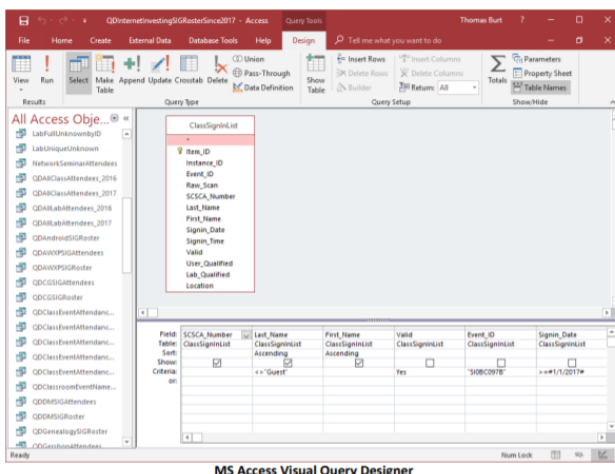 QDInternetInvestingSIGRosterSince2017 - Access
Query Tools
Thomas Burt
?
File Home Create External Data Database Tools Help Design Tell me what you want to do
View Run Select Make Table Append Update Crosstab Delete
Union
Pass-Through
Data Definition
Show Table
Insert Rows
Delete Rows
Builder
Insert Columns
Delete Columns
Return: All
Totals
Parameters
Property Sheet
Table Names
Results Query Type Query Setup Show/Hide
All Access Obje...
LabFullUnknownbyID
LabUniqueUnknown
NetworkSeminarAttendees
QDAllClassAttendees_2016
QDAllClassAttendees_2017
QDAllLabAttendees_2016
QDAllLabAttendees_2017
QDAndroidSIGRoster
QDAWXPSIGAttendees
QDAWXPSIGRoster
QDCGSIGAttendees
QDCGSIGRoster
QDClassEventAttendanc...
QDClassEventAttendanc...
QDClassEventAttendanc...
QDClassEventAttendanc...
QDClassroomEventName...
QDDMSIGAttendees
QDDMSIGRoster
QDGenealogySIGRoster
QDGershonAttendees
ClassSignInList
*
Item_ID
Instance_ID
Event_ID
Raw_Scan
SCSCA_Number
Last_Name
First_Name
Signin_Date
Signin_Time
Valid
User_Qualified
Lab_Qualified
Location
Field: SCSCA_Number Last_Name First_Name Valid Event_ID Signin_Date
Table: ClassSignInList ClassSignInList ClassSignInList ClassSignInList ClassSignInList ClassSignInList
Sort: Ascending Ascending
Show:
Criteria: <>"Guest" Yes "SI0BC097B" >=#1/1/2017#
or:
Ready
Num Lock
SQL
MS Access Visual Query Designer